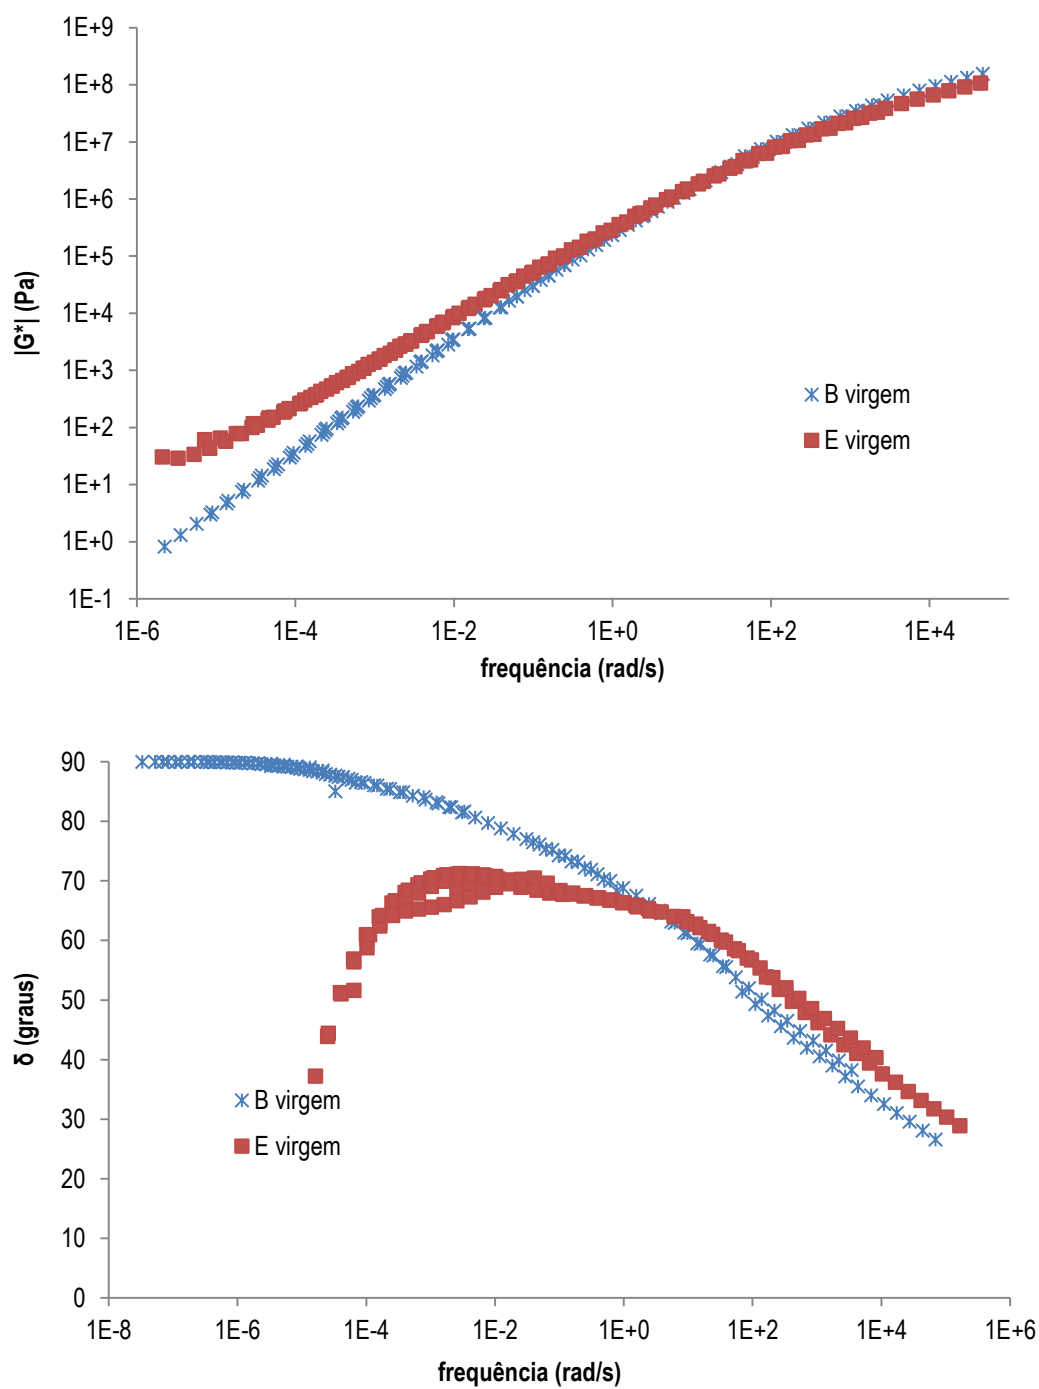 1E+9
1E+8
1E+7
1E+6
1E+5
1E+4
1E+3
1E+2
1E+1
1E+0
1E-1
|G*| (Pa)
B virgem
E virgem
1E-6 1E-4 1E-2 1E+0 1E+2 1E+4
frequência (rad/s)
90
80
70
60
50
40
30
20
10
0
δ (graus)
B virgem
E virgem
1E-8 1E-6 1E-4 1E-2 1E+0 1E+2 1E+4 1E+6
frequência (rad/s)